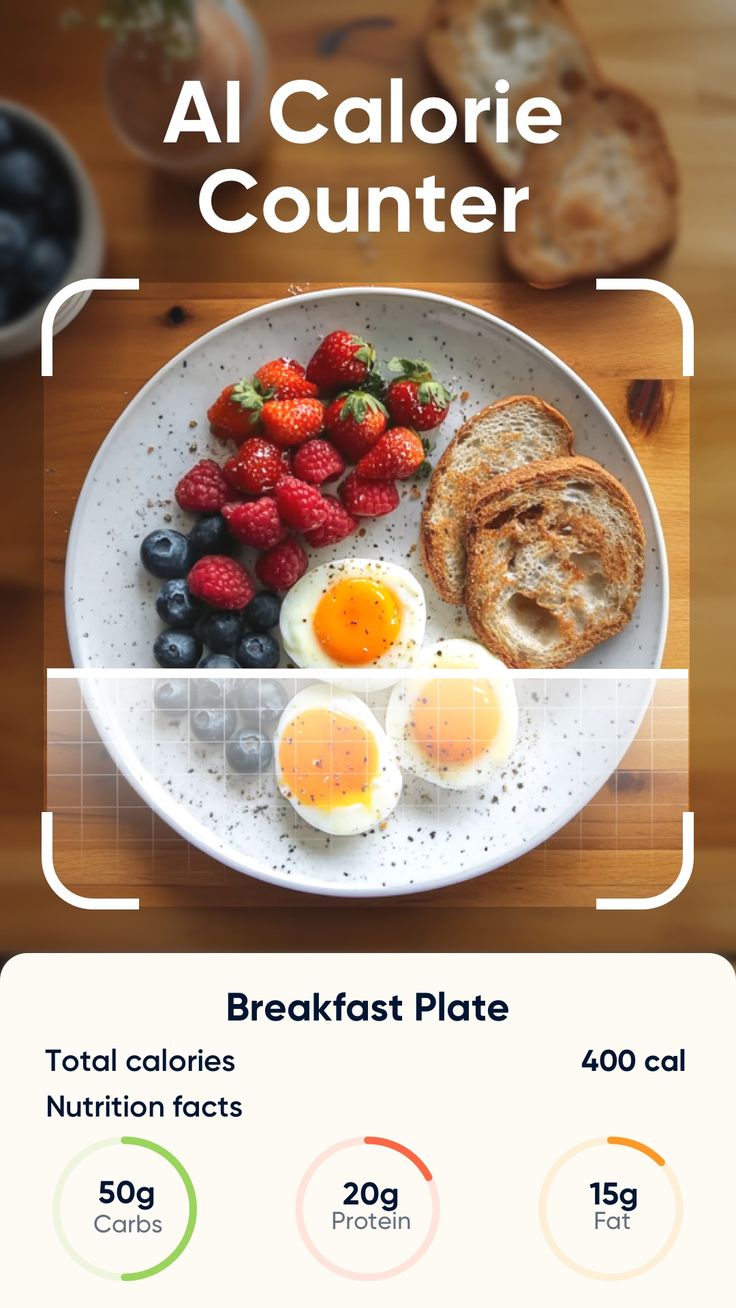 AI Calorie
Counter
Breakfast Plate
Total calories 400 cal
Nutrition facts
50g 20g 15g
Carbs Protein Fat